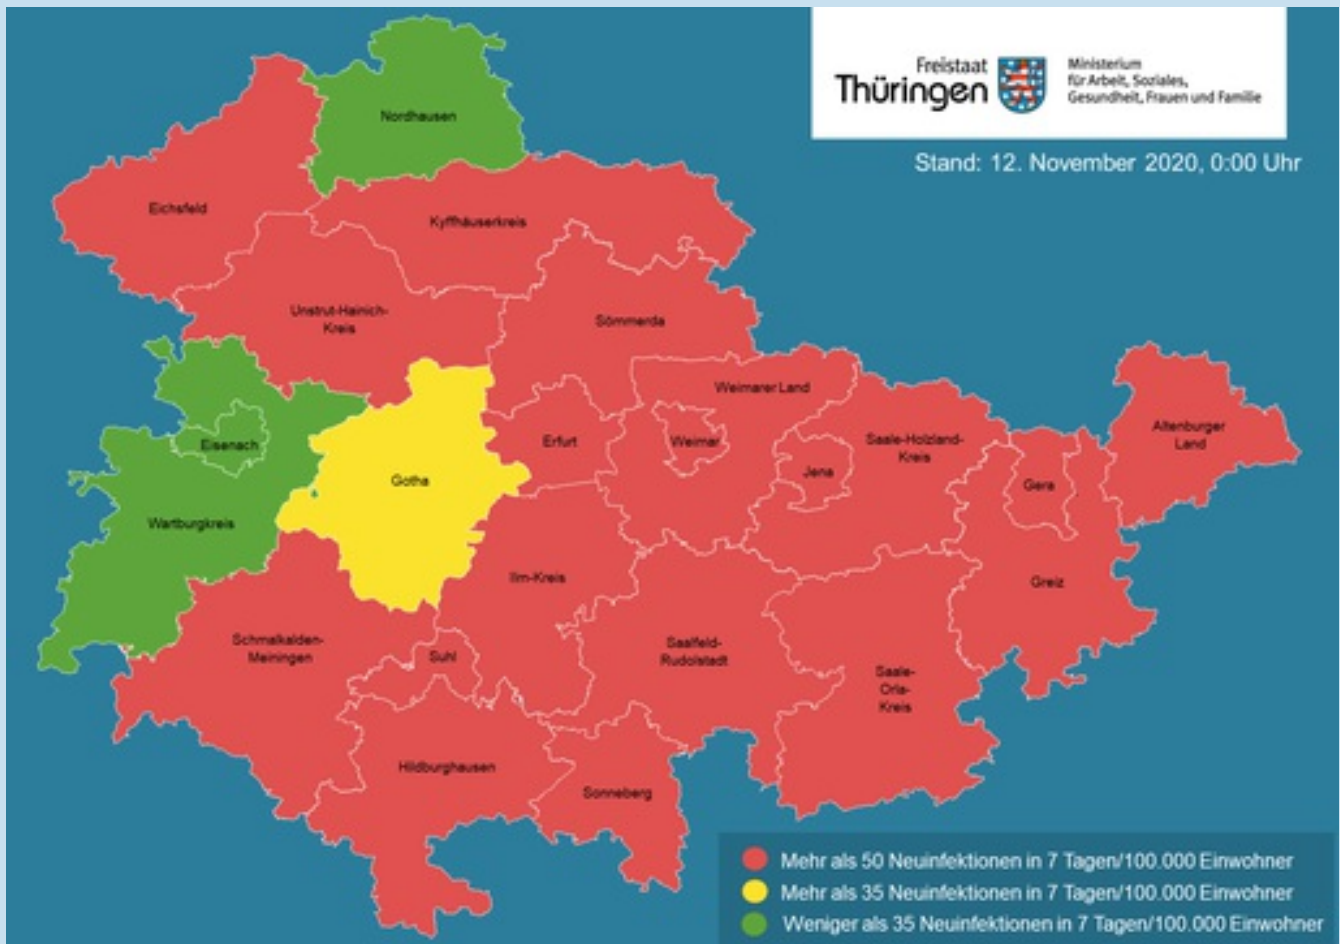 Freistaat
Thüringen
Ministerium
für Arbeit, Soziales,
Gesundheit, Frauen und Familie
Stand: 12. November 2020, 0:00 Uhr
Nordhausen
Eichsfeld
Kyffhäuserkreis
Unstrut-Hainich-
Kreis
Sömmerda
Weimarer Land
Eisenach
Gotha
Erfurt
Weimar
Jena
Saale-Holzland-
Kreis
Gera
Altenburger
Land
Wartburgkreis
Ilm-Kreis
Greiz
Schmalkalden-
Meiningen
Suhl
Saalfeld-
Rudolstadt
Saale-
Orla-
Kreis
Hildburghausen
Sonneberg
Mehr als 50 Neuinfektionen in 7 Tagen/100.000 Einwohner
Mehr als 35 Neuinfektionen in 7 Tagen/100.000 Einwohner
Weniger als 35 Neuinfektionen in 7 Tagen/100.000 Einwohner